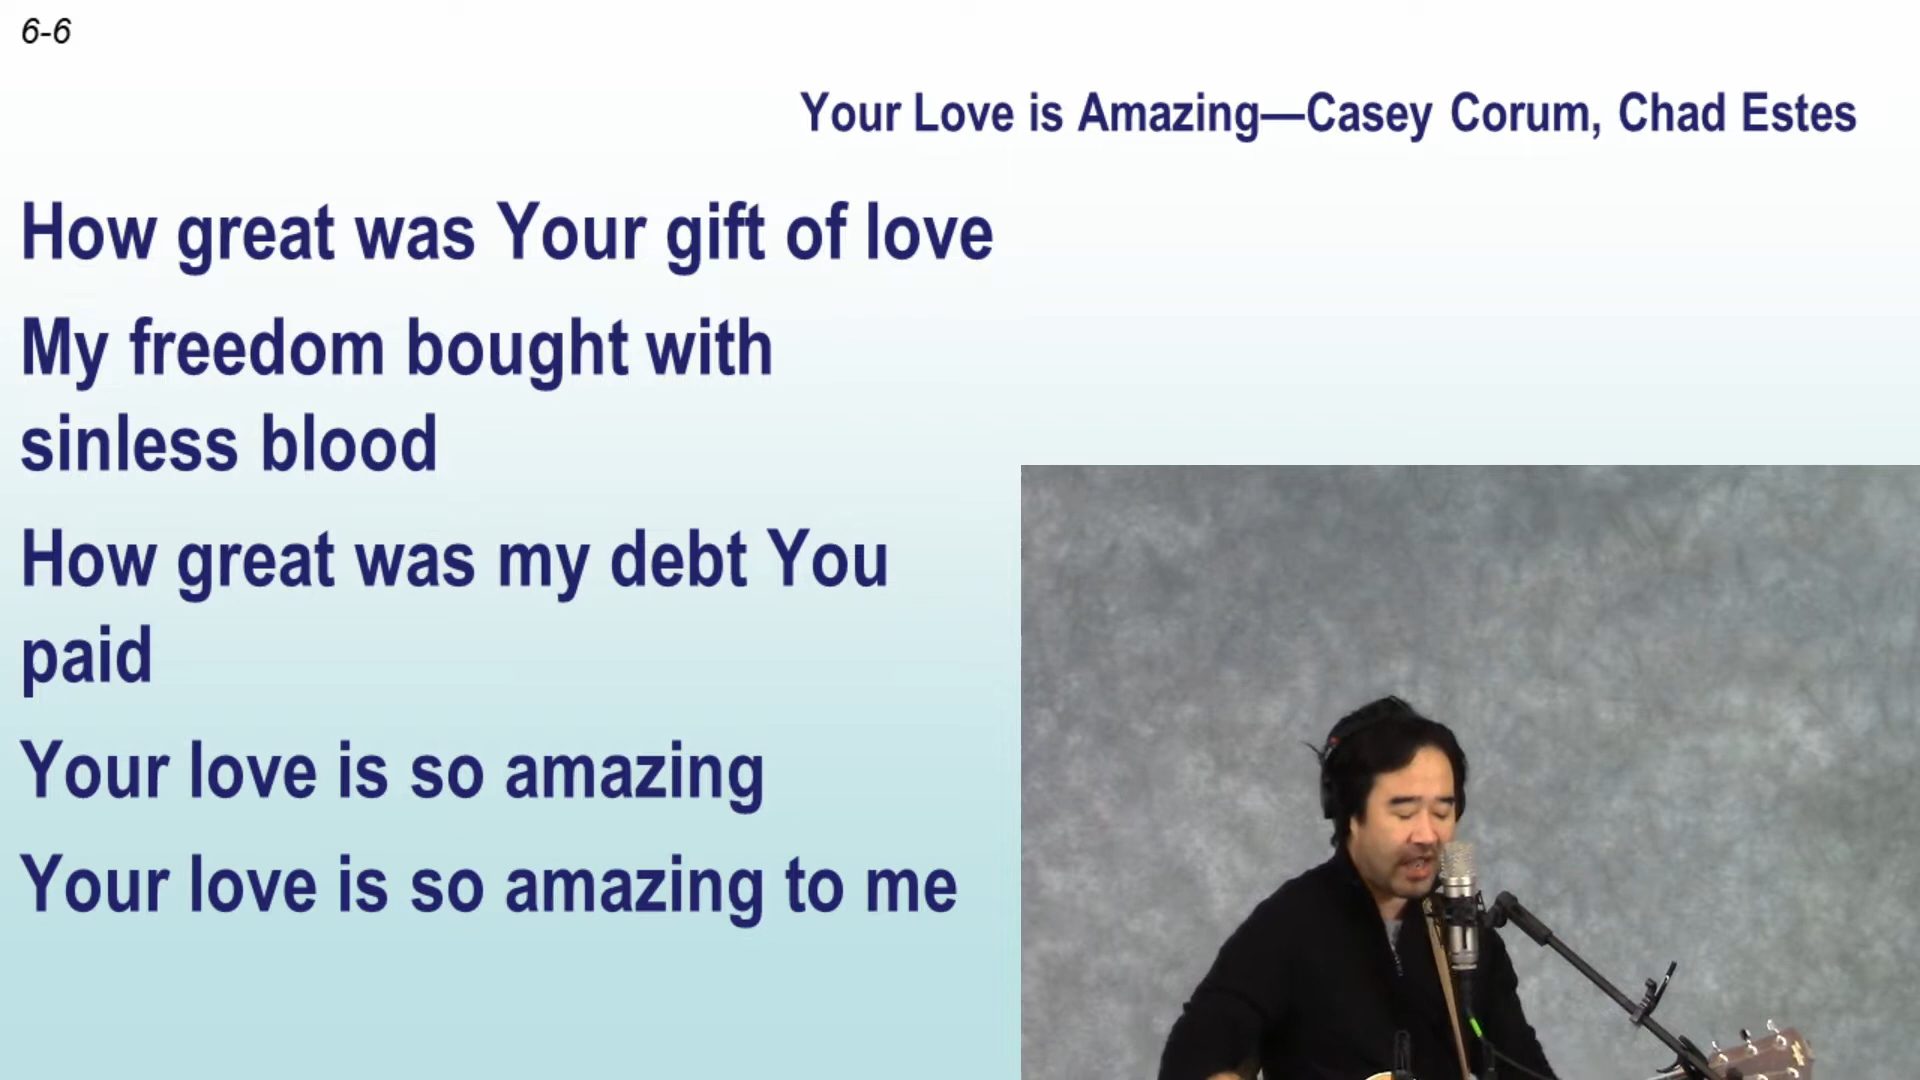 6-6
Your Love is Amazing—Casey Corum, Chad Estes
How great was Your gift of love
My freedom bought with
sinless blood
How great was my debt You
paid
Your love is so amazing
Your love is so amazing to me